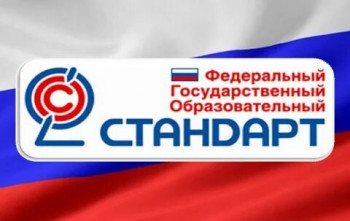 Федеральный
Государственный
Образовательный
СТАНДАРТ